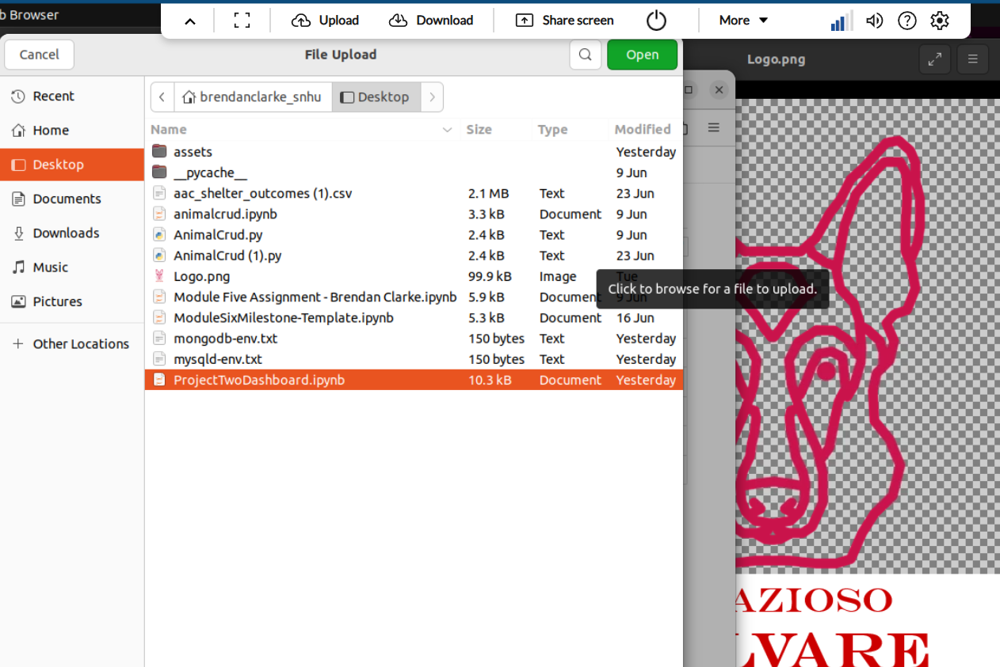 b Browser
Upload
Download
Share screen
More
Cancel
File Upload
Open
Logo.png
Recent
Home
Desktop
Documents
Downloads
Music
Pictures
Other Locations
brendanclarke_snhu
Desktop
Name Size Type Modified
assets Yesterday
__pycache__ 9 Jun
aac_shelter_outcomes (1).csv 2.1 MB Text 23 Jun
animalcrud.ipynb 3.3 kB Document 9 Jun
AnimalCrud.py 2.4 kB Text 9 Jun
AnimalCrud (1).py 2.4 kB Text 23 Jun
Logo.png 99.9 kB Image Tue
Module Five Assignment - Brendan Clarke.ipynb 5.9 kB Document 9 Jun
ModuleSixMilestone-Template.ipynb 5.3 kB Document 16 Jun
mongodb-env.txt 150 bytes Text Yesterday
mysqld-env.txt 150 bytes Text Yesterday
ProjectTwoDashboard.ipynb 10.3 kB Document Yesterday
Click to browse for a file to upload.
AZIOSO
LVARE